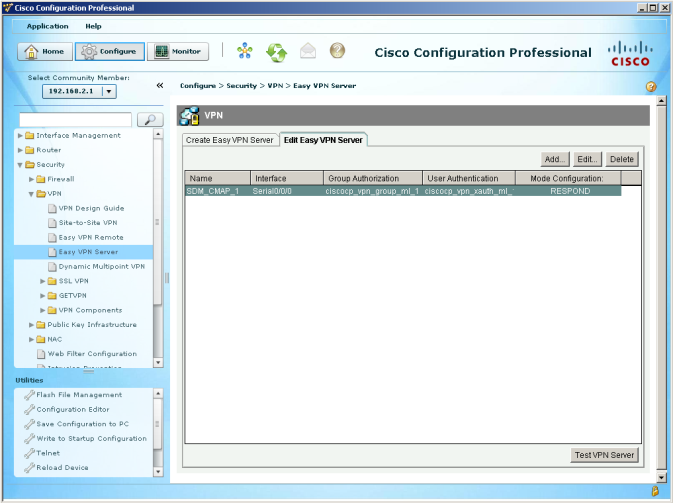 Cisco Configuration Professional
Application Help
Home Configure Monitor Cisco Configuration Professional CISCO
Select Community Member:
192.168.2.1
Configure > Security > VPN > Easy VPN Server
VPN
Create Easy VPN Server Edit Easy VPN Server
Add... Edit... Delete
Name Interface Group Authorization User Authentication Mode Configuration:
SDM_CMAP_1 Serial0/0/0 ciscocp_vpn_group_ml_1 ciscocp_vpn_xauth_ml_ RESPOND
Interface Management
Router
Security
Firewall
VPN
VPN Design Guide
Site-to-Site VPN
Easy VPN Remote
Easy VPN Server
Dynamic Multipoint VPN
SSL VPN
GETVPN
VPN Components
Public Key Infrastructure
NAC
Web Filter Configuration
Intrusion Prevention
Utilities
Flash File Management
Configuration Editor
Save Configuration to PC
Write to Startup Configuration
Telnet
Reload Device
Test VPN Server